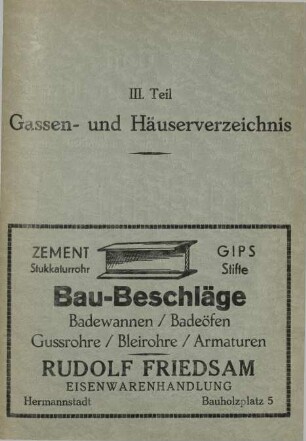 III. Teil
Gassen- und Häuserverzeichnis
ZEMENT GIPS
Stukkaturrohr Stifte
Bau-Beschläge
Badewannen / Badeöfen
Gussrohre / Bleirohre / Armaturen
RUDOLF FRIEDSAM
EISENWARENHANDLUNG
Hermannstadt Bauholzplatz 5